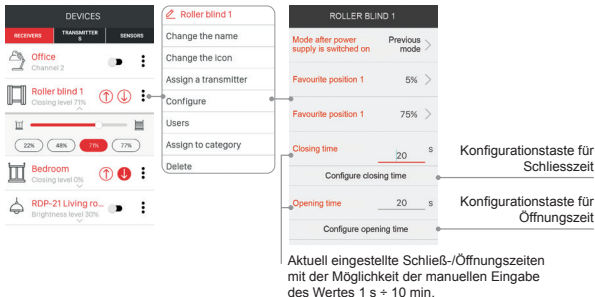 DEVICES
RECEIVERS
TRANSMITTER
S
SENSORS
Office
Channel 2
Roller blind 1
Closing level 71%
22%
48%
71%
77%
Bedroom
Closing level 0%
RDP-21 Living ro...
Brightness level 30%
Roller blind 1
Change the name
Change the icon
Assign a transmitter
Configure
Users
Assign to category
Delete
ROLLER BLIND 1
Mode after power
supply is switched on
Previous
mode
Favourite position 1
5%
Favourite position 1
75%
Closing time
20
s
Configure closing time
Opening time
20
s
Configure opening time
Konfigurationstaste für
Schliesszeit
Konfigurationstaste für
Öffnungszeit
Aktuell eingestellte Schließ-/Öffnungszeiten
mit der Möglichkeit der manuellen Eingabe
des Wertes 1 s ÷ 10 min.